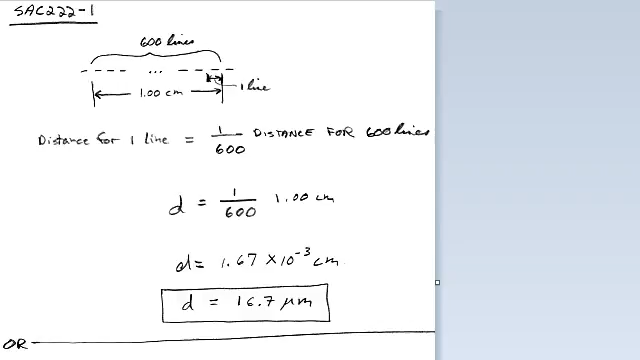 SAC222-1
600 lines
...
1 line
1.00 cm
Distance for 1 line = 1/600 DISTANCE FOR 600 lines
d = 1/600 1.00 cm
d = 1.67 × 10⁻³ cm
d = 16.7 μm
OR